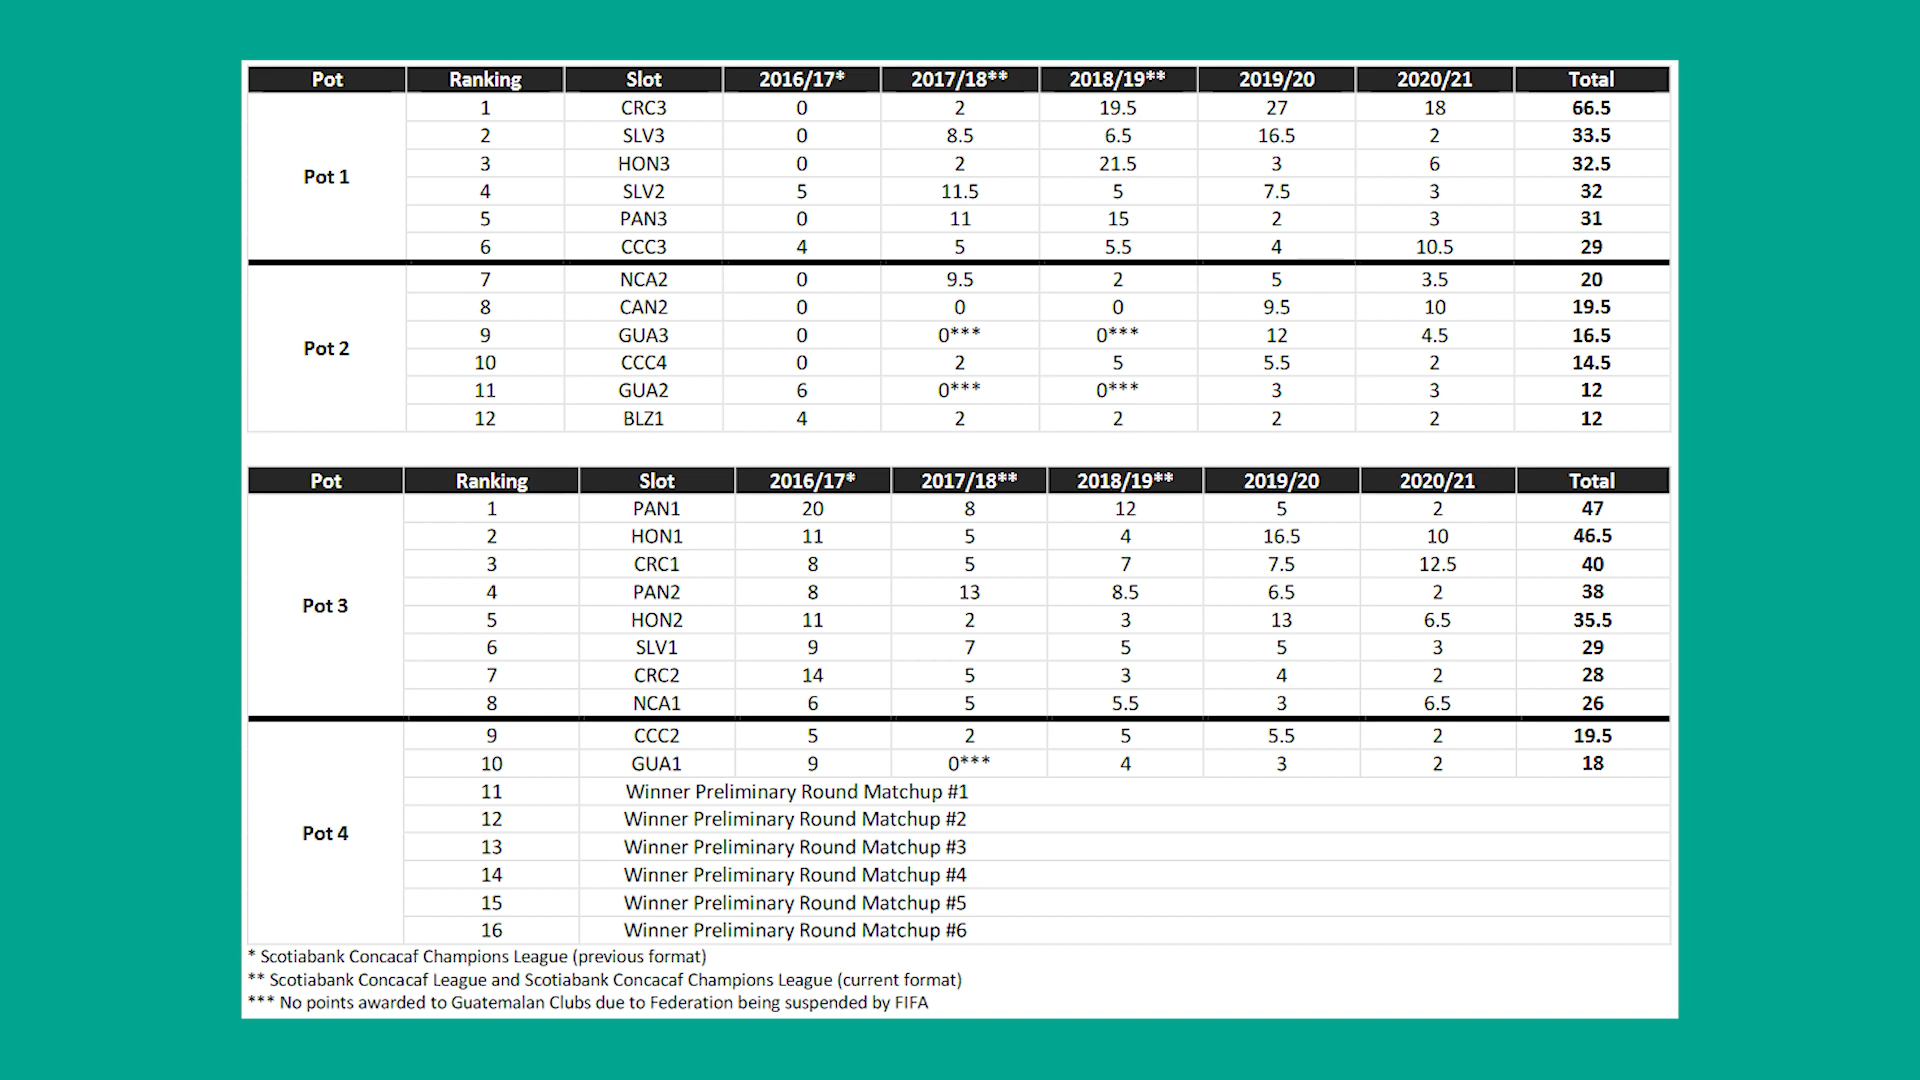 Pot Ranking Slot 2016/17* 2017/18** 2018/19** 2019/20 2020/21 Total
Pot 1
1 CRC3 0 2 19.5 27 18 66.5
2 SLV3 0 8.5 6.5 16.5 2 33.5
3 HON3 0 2 21.5 3 6 32.5
4 SLV2 5 11.5 5 7.5 3 32
5 PAN3 0 11 15 2 3 31
6 CCC3 4 5 5.5 4 10.5 29
Pot 2
7 NCA2 0 9.5 2 5 3.5 20
8 CAN2 0 0 0 9.5 10 19.5
9 GUA3 0 0*** 0*** 12 4.5 16.5
10 CCC4 0 2 5 5.5 2 14.5
11 GUA2 6 0*** 0*** 3 3 12
12 BLZ1 4 2 2 2 2 12
Pot Ranking Slot 2016/17* 2017/18** 2018/19** 2019/20 2020/21 Total
Pot 3
1 PAN1 20 8 12 5 2 47
2 HON1 11 5 4 16.5 10 46.5
3 CRC1 8 5 7 7.5 12.5 40
4 PAN2 8 13 8.5 6.5 2 38
5 HON2 11 2 3 13 6.5 35.5
6 SLV1 9 7 5 5 3 29
7 CRC2 14 5 3 4 2 28
8 NCA1 6 5 5.5 3 6.5 26
Pot 4
9 CCC2 5 2 5 5.5 2 19.5
10 GUA1 9 0*** 4 3 2 18
11 Winner Preliminary Round Matchup #1
12 Winner Preliminary Round Matchup #2
13 Winner Preliminary Round Matchup #3
14 Winner Preliminary Round Matchup #4
15 Winner Preliminary Round Matchup #5
16 Winner Preliminary Round Matchup #6
* Scotiabank Concacaf Champions League (previous format)
** Scotiabank Concacaf League and Scotiabank Concacaf Champions League (current format)
*** No points awarded to Guatemalan Clubs due to Federation being suspended by FIFA